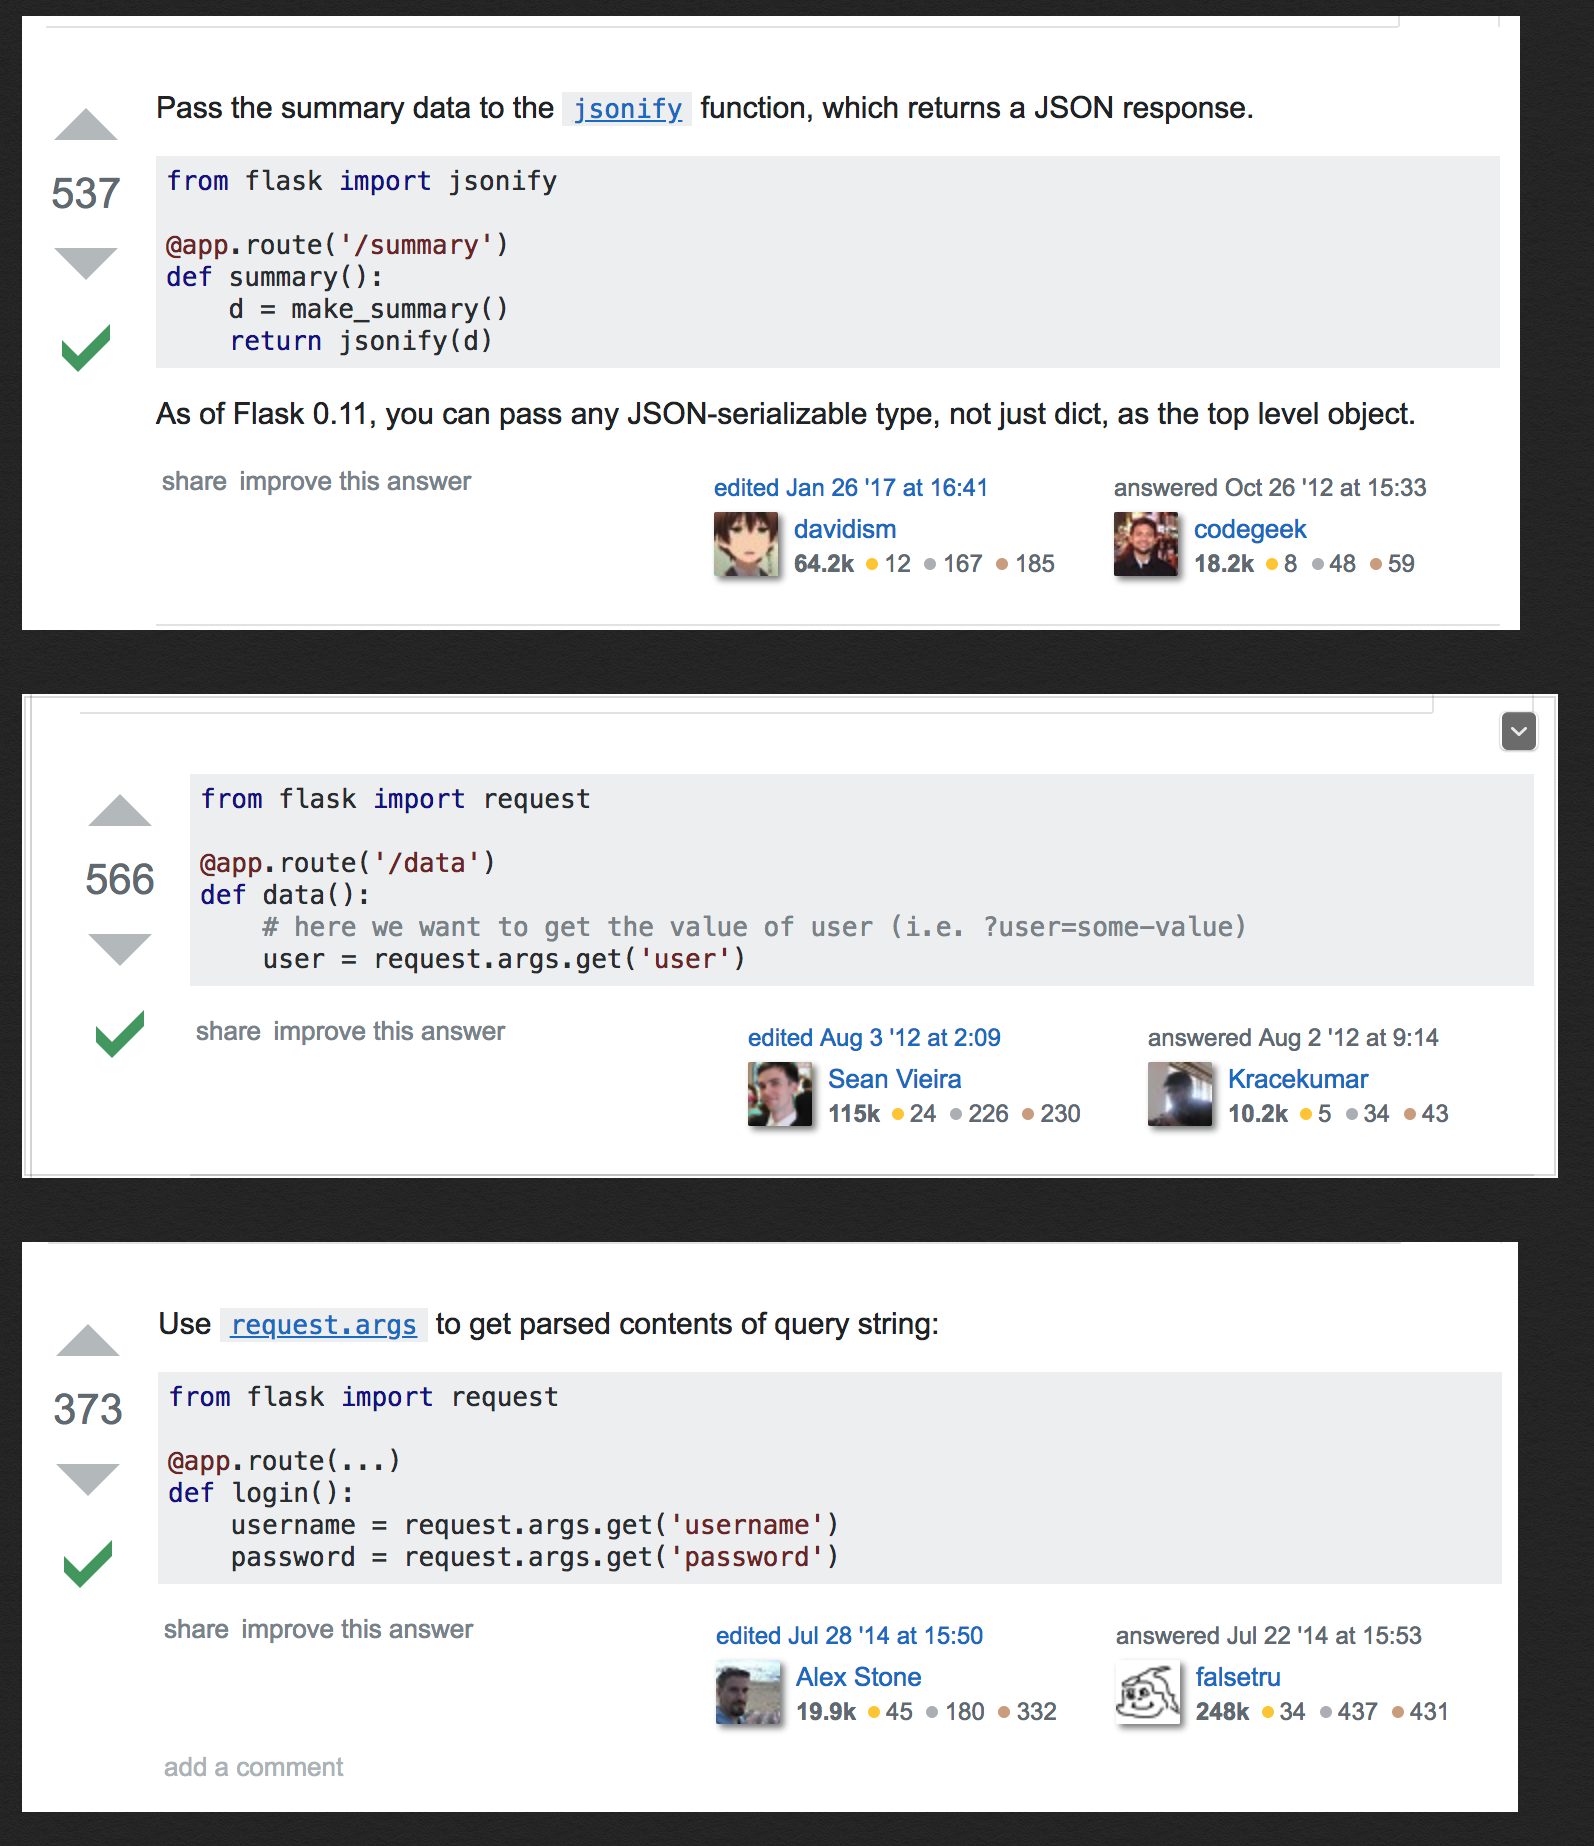 Pass the summary data to the jsonify function, which returns a JSON response.
537
from flask import jsonify
@app.route('/summary')
def summary():
    d = make_summary()
    return jsonify(d)
As of Flask 0.11, you can pass any JSON-serializable type, not just dict, as the top level object.
share improve this answer
edited Jan 26 '17 at 16:41
davidism
64.2k 12 167 185
answered Oct 26 '12 at 15:33
codegeek
18.2k 8 48 59
566
from flask import request
@app.route('/data')
def data():
    # here we want to get the value of user (i.e. ?user=some-value)
    user = request.args.get('user')
share improve this answer
edited Aug 3 '12 at 2:09
Sean Vieira
115k 24 226 230
answered Aug 2 '12 at 9:14
Kracekumar
10.2k 5 34 43
Use request.args to get parsed contents of query string:
373
from flask import request
@app.route(...)
def login():
    username = request.args.get('username')
    password = request.args.get('password')
share improve this answer
edited Jul 28 '14 at 15:50
Alex Stone
19.9k 45 180 332
answered Jul 22 '14 at 15:53
falsetru
248k 34 437 431
add a comment